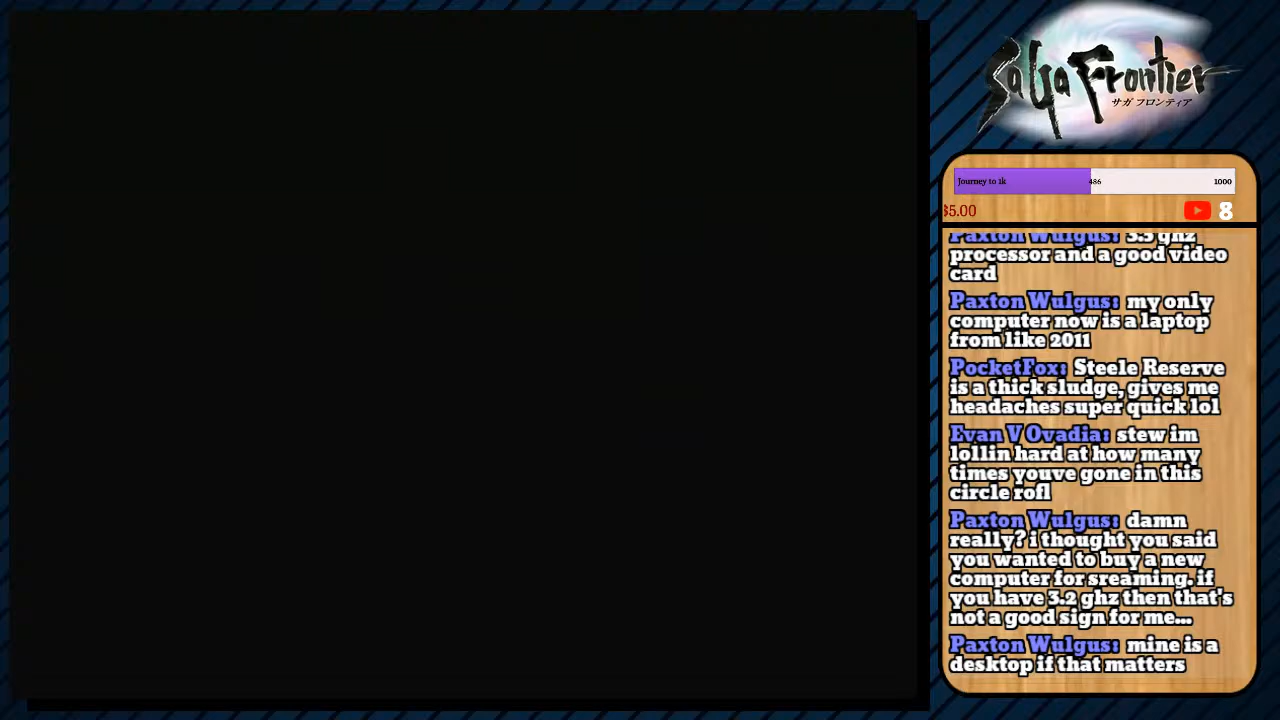 SaGa Frontier
サガ フロンティア
Journey to 1k 486 1000
$5.00 8
Paxton Wulgus: 3.5 ghz
processor and a good video
card
Paxton Wulgus: my only
computer now is a laptop
from like 2011
PocketFox: Steele Reserve
is a thick sludge, gives me
headaches super quick lol
Evan V Ovadia: stew im
lollin hard at how many
times youve gone in this
circle rofl
Paxton Wulgus: damn
really? i thought you said
you wanted to buy a new
computer for sreaming. if
you have 3.2 ghz then that's
not a good sign for me...
Paxton Wulgus: mine is a
desktop if that matters